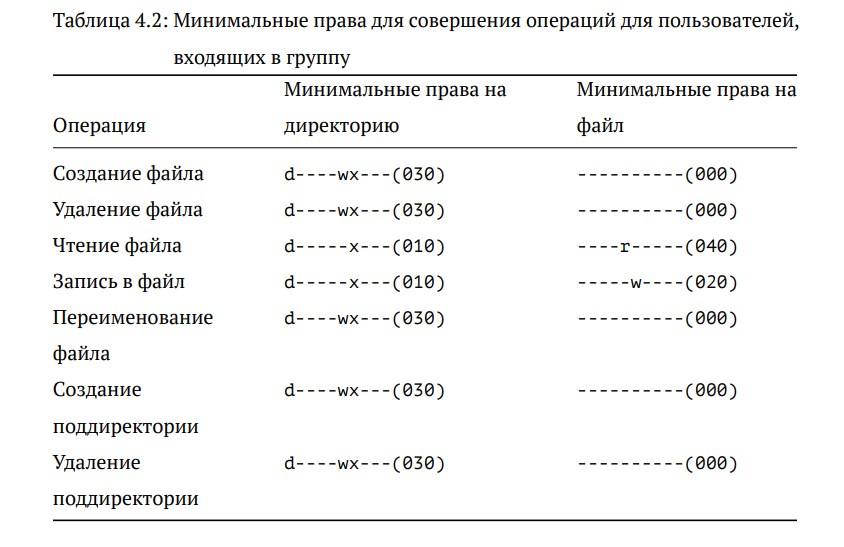 Таблица 4.2: Минимальные права для совершения операций для пользователей,
входящих в группу
Минимальные права на Минимальные права на
Операция директорию файл
Создание файла d----wx---(030) ----------(000)
Удаление файла d----wx---(030) ----------(000)
Чтение файла d-----x---(010) ----r-----(040)
Запись в файл d-----x---(010) -----w----(020)
Переименование d----wx---(030) ----------(000)
файла
Создание d----wx---(030) ----------(000)
поддиректории
Удаление d----wx---(030) ----------(000)
поддиректории